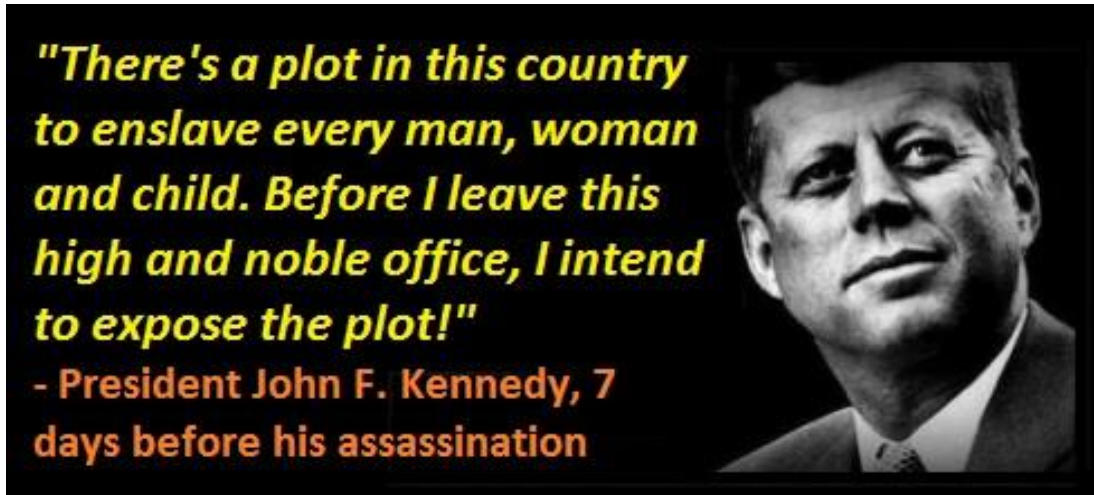 "There's a plot in this country
to enslave every man, woman
and child. Before I leave this
high and noble office, I intend
to expose the plot!"
- President John F. Kennedy, 7
days before his assassination